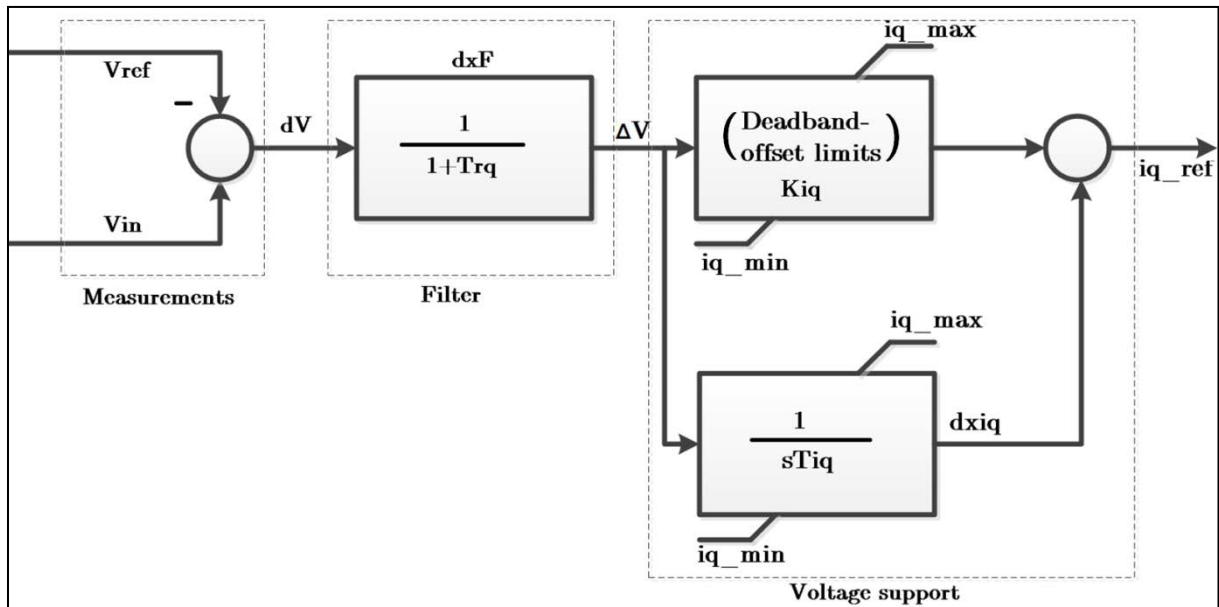 Vref
−
Vin
Measurements
dV
dxF
1
1+Trq
Filter
ΔV
iq_max
(Deadband-
offset limits)
Kiq
iq_min
iq_ref
iq_max
1
sTiq
dxiq
iq_min
Voltage support